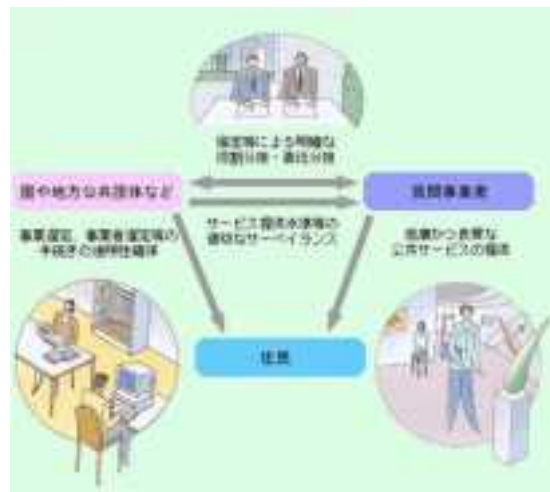 協定等による明確な
役割分担・責任分担
国や地方公共団体など
民間事業者
サービス提供水準等の
適切なサーベイランス
事業選定、事業者選定等の
手続きの透明性確保
低廉かつ良質な
公共サービスの提供
住民